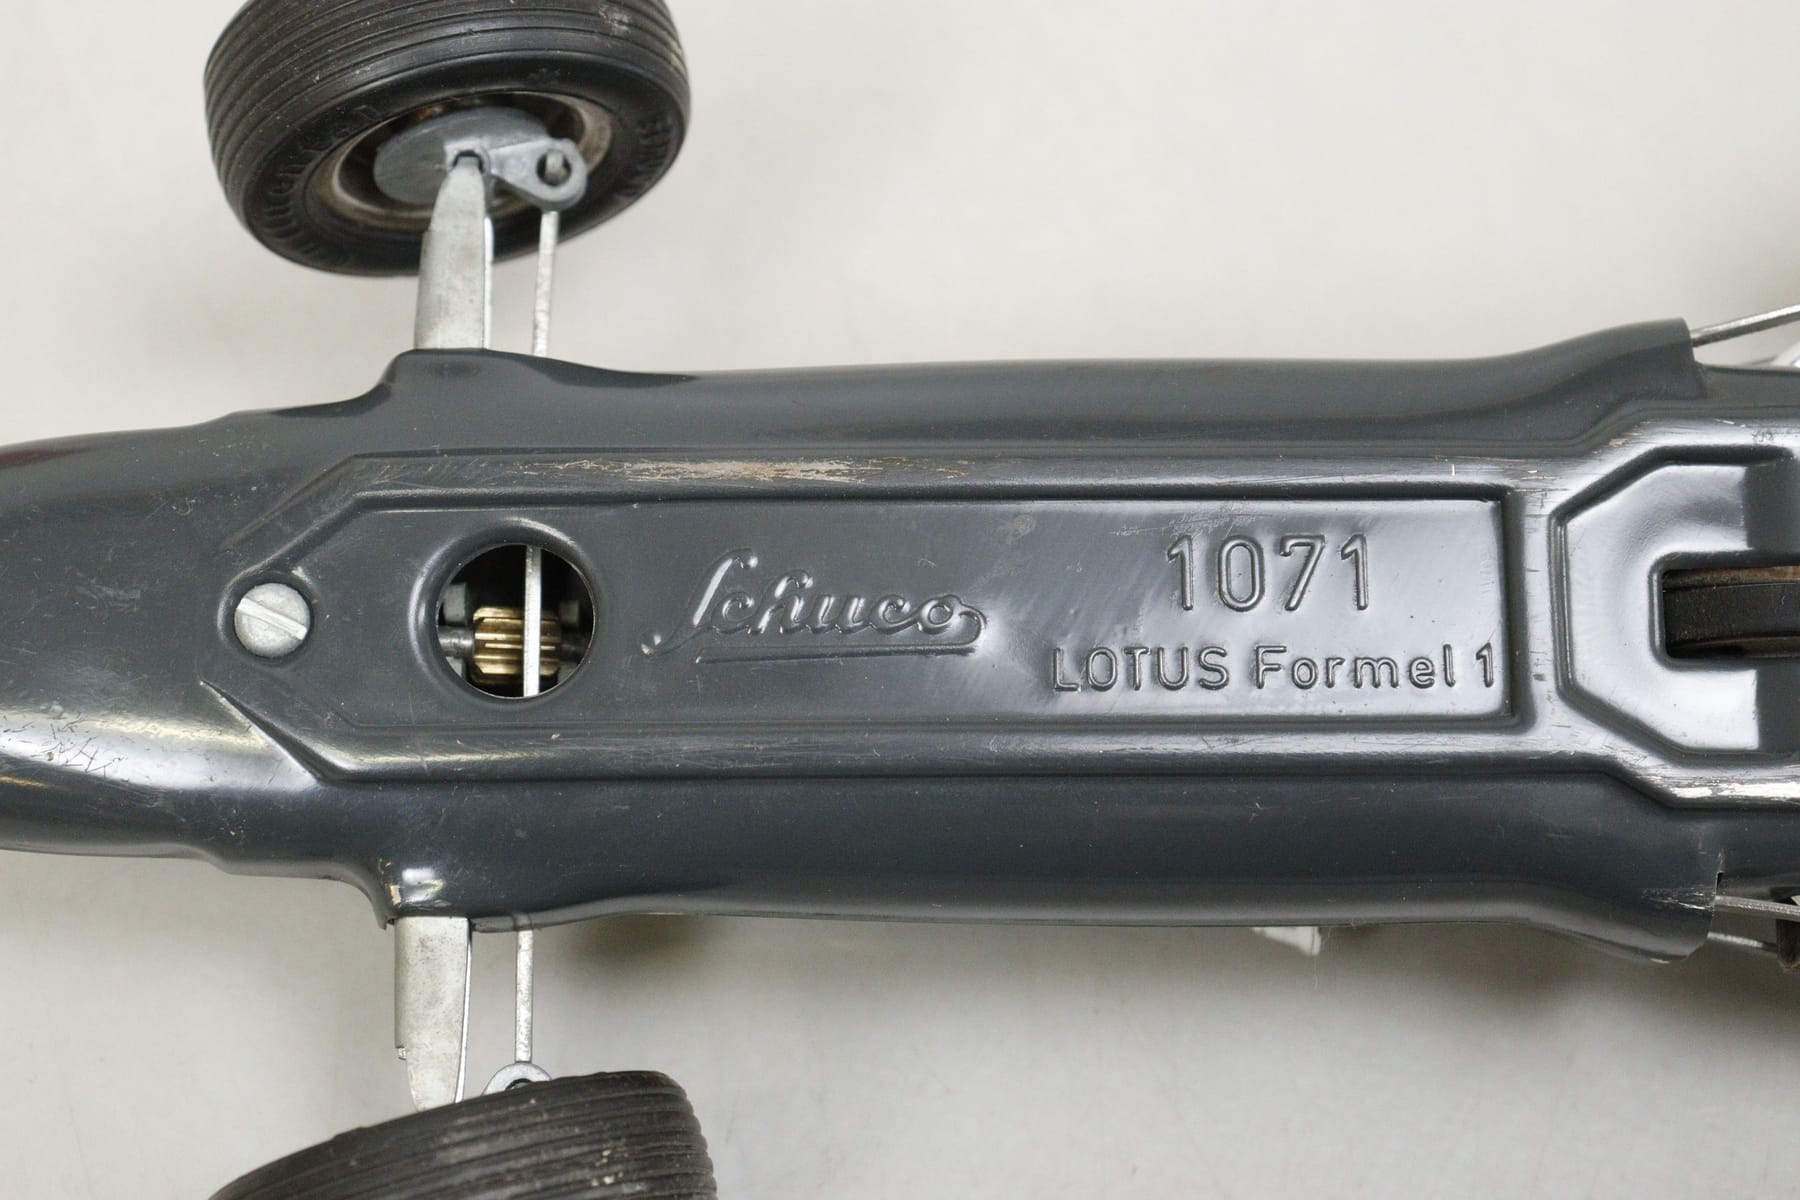 Schuco
1071
LOTUS Formel 1